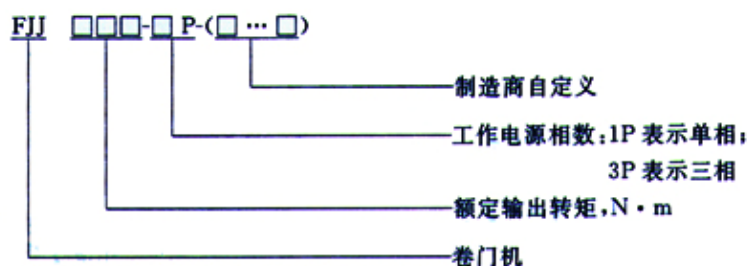 FJJ □□□-□P-(□…□)
制造商自定义
工作电源相数:1P 表示单相;
3P 表示三相
额定输出转矩,N·m
卷门机